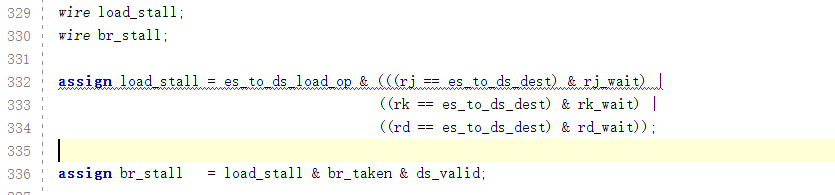 329 wire load_stall;
330 wire br_stall;
331
332 assign load_stall = es_to_ds_load_op & (((rj == es_to_ds_dest) & rj_wait) |
333 ((rk == es_to_ds_dest) & rk_wait) |
334 ((rd == es_to_ds_dest) & rd_wait));
335
336 assign br_stall = load_stall & br_taken & ds_valid;